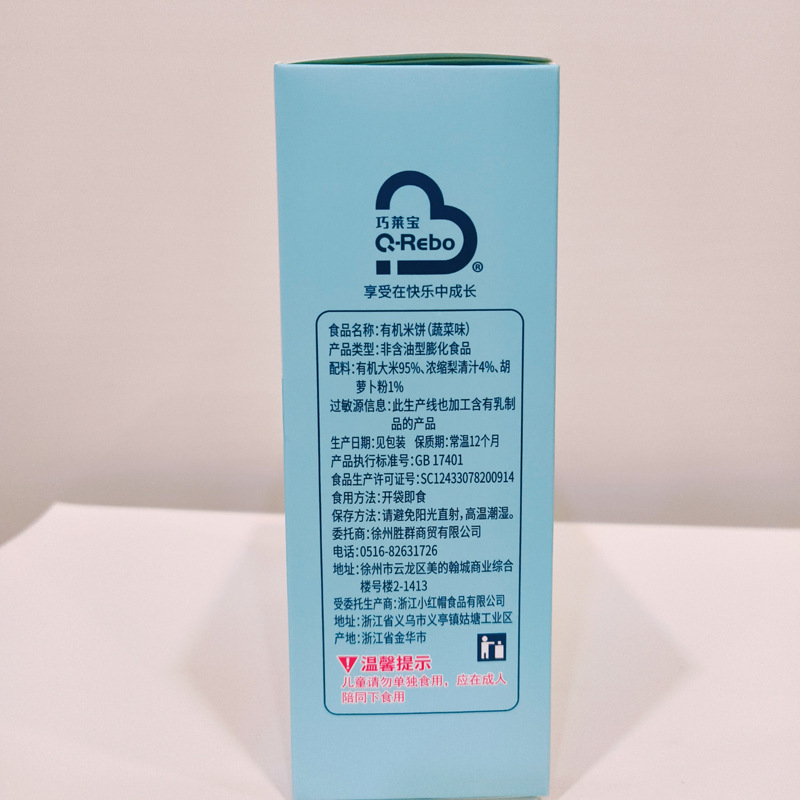 巧莱宝
Q-Rebo
®
享受在快乐中成长
食品名称：有机米饼（蔬菜味）
产品类型：非含油型膨化食品
配料：有机大米95%、浓缩梨清汁4%、胡
萝卜粉1%
过敏源信息：此生产线也加工含有乳制
品的产品
生产日期：见包装 保质期：常温12个月
产品执行标准号：GB 17401
食品生产许可证号：SC12433078200914
食用方法：开袋即食
保存方法：请避免阳光直射，高温潮湿。
委托商：徐州胜群商贸有限公司
电话：0516-82631726
地址：徐州市云龙区美的翰城商业综合
楼号楼2-1413
受委托生产商：浙江小红帽食品有限公司
地址：浙江省义乌市义亭镇姑塘工业区
产地：浙江省金华市
温馨提示
儿童请勿单独食用，应在成人
陪同下食用